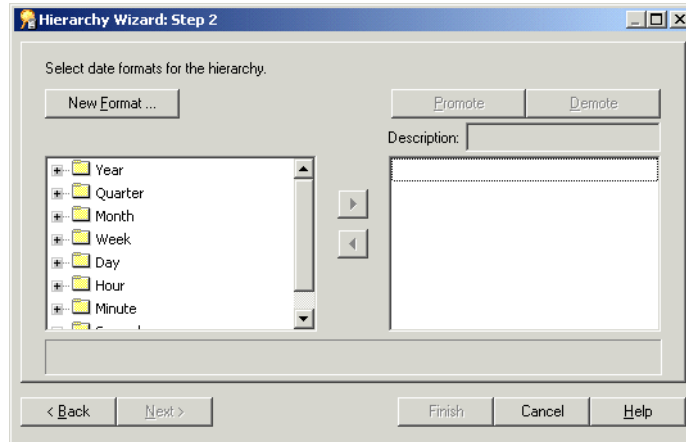 Hierarchy Wizard: Step 2
Select date formats for the hierarchy.
New Format ...
Promote
Demote
Description:
Year
Quarter
Month
Week
Day
Hour
Minute
< Back
Next >
Finish
Cancel
Help